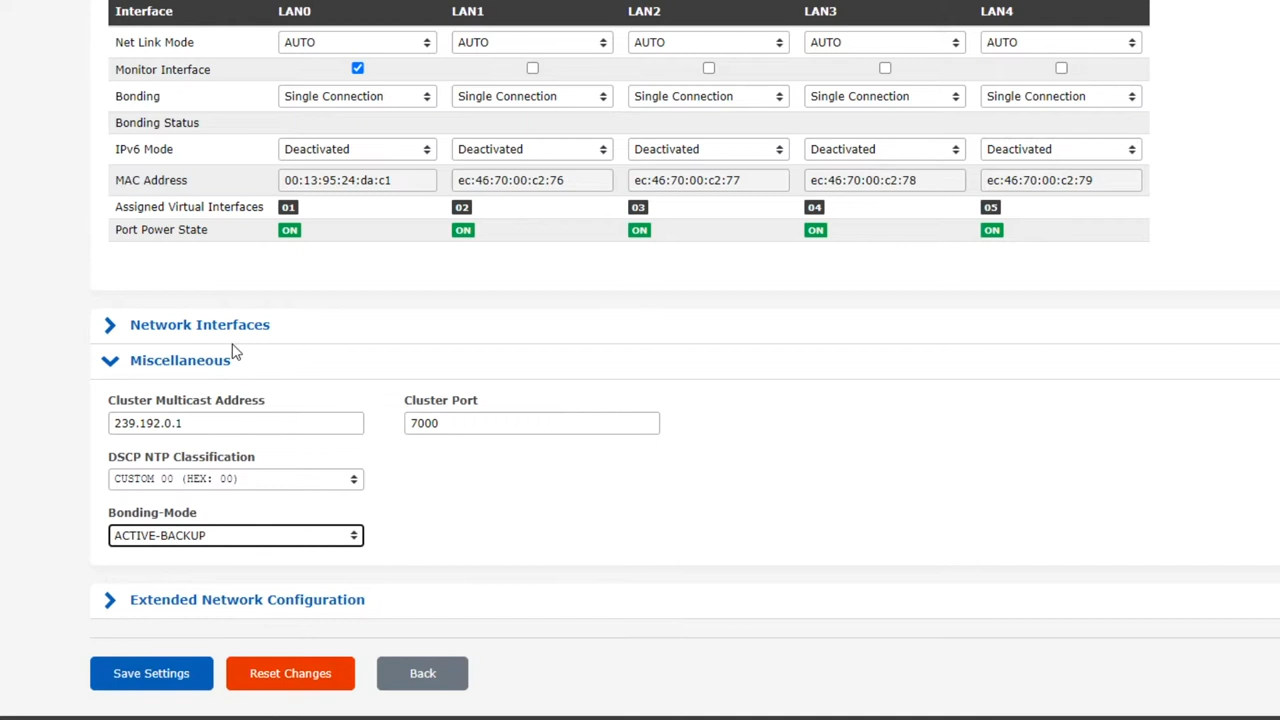 Interface LAN0 LAN1 LAN2 LAN3 LAN4
Net Link Mode AUTO AUTO AUTO AUTO AUTO
Monitor Interface
Bonding Single Connection Single Connection Single Connection Single Connection Single Connection
Bonding Status
IPv6 Mode Deactivated Deactivated Deactivated Deactivated Deactivated
MAC Address 00:13:95:24:da:c1 ec:46:70:00:c2:76 ec:46:70:00:c2:77 ec:46:70:00:c2:78 ec:46:70:00:c2:79
Assigned Virtual Interfaces 01 02 03 04 05
Port Power State ON ON ON ON ON
Network Interfaces
Miscellaneous
Cluster Multicast Address Cluster Port
239.192.0.1 7000
DSCP NTP Classification
CUSTOM 00 (HEX: 00)
Bonding-Mode
ACTIVE-BACKUP
Extended Network Configuration
Save Settings Reset Changes Back